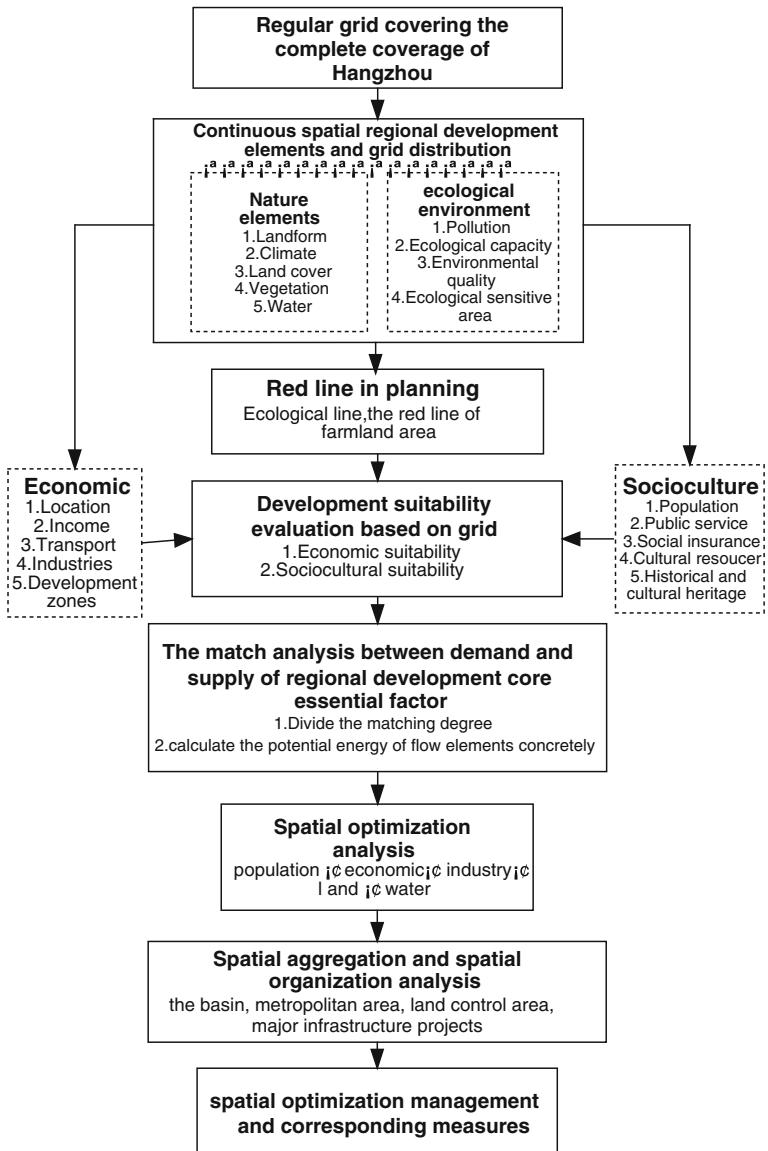 Regular grid covering the
complete coverage of
Hangzhou
Continuous spatial regional development
elements and grid distribution
¡a ¡a ¡a ¡a ¡a ¡a ¡a ¡a ¡a ¡a ¡a ¡a ¡a ¡a ¡a ¡a ¡a
Nature
elements
1.Landform
2.Climate
3.Land cover
4.Vegetation
5.Water
ecological
environment
1.Pollution
2.Ecological capacity
3.Environmental
quality
4.Ecological sensitive
area
Red line in planning
Ecological line,the red line of
farmland area
Economic
1.Location
2.Income
3.Transport
4.Industries
5.Development
zones
Development suitability
evaluation based on grid
1.Economic suitability
2.Sociocultural suitability
Socioculture
1.Population
2.Public service
3.Social insurance
4.Cultural resoucer
5.Historical and
cultural heritage
The match analysis between demand and
supply of regional development core
essential factor
1.Divide the matching degree
2.calculate the potential energy of flow elements concretely
Spatial optimization
analysis
population ¡¢ economic¡¢ industry¡¢
l and ¡¢ water
Spatial aggregation and spatial
organization analysis
the basin, metropolitan area, land control area,
major infrastructure projects
spatial optimization management
and corresponding measures